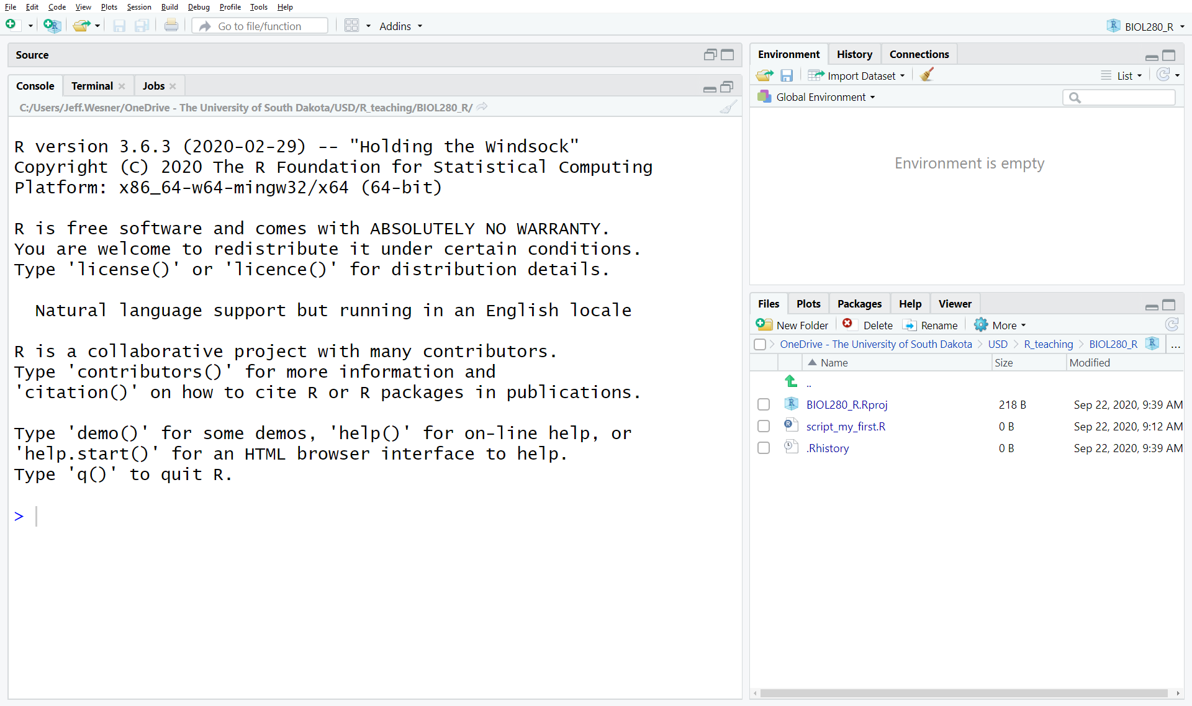 File Edit Code View Plots Session Build Debug Profile Tools Help
Go to file/function Addins BIOL280_R
Source
Console Terminal Jobs
C:/Users/Jeff.Wesner/OneDrive - The University of South Dakota/USD/R_teaching/BIOL280_R/
R version 3.6.3 (2020-02-29) -- "Holding the Windsock"
Copyright (C) 2020 The R Foundation for Statistical Computing
Platform: x86_64-w64-mingw32/x64 (64-bit)
R is free software and comes with ABSOLUTELY NO WARRANTY.
You are welcome to redistribute it under certain conditions.
Type 'license()' or 'licence()' for distribution details.
Natural language support but running in an English locale
R is a collaborative project with many contributors.
Type 'contributors()' for more information and
'citation()' on how to cite R or R packages in publications.
Type 'demo()' for some demos, 'help()' for on-line help, or
'help.start()' for an HTML browser interface to help.
Type 'q()' to quit R.
>
Environment History Connections
Import Dataset List
Global Environment
Environment is empty
Files Plots Packages Help Viewer
New Folder Delete Rename More
OneDrive - The University of South Dakota > USD > R_teaching > BIOL280_R ...
Name Size Modified
..
BIOL280_R.Rproj 218 B Sep 22, 2020, 9:39 AM
script_my_first.R 0 B Sep 22, 2020, 9:12 AM
.Rhistory 0 B Sep 22, 2020, 9:39 AM